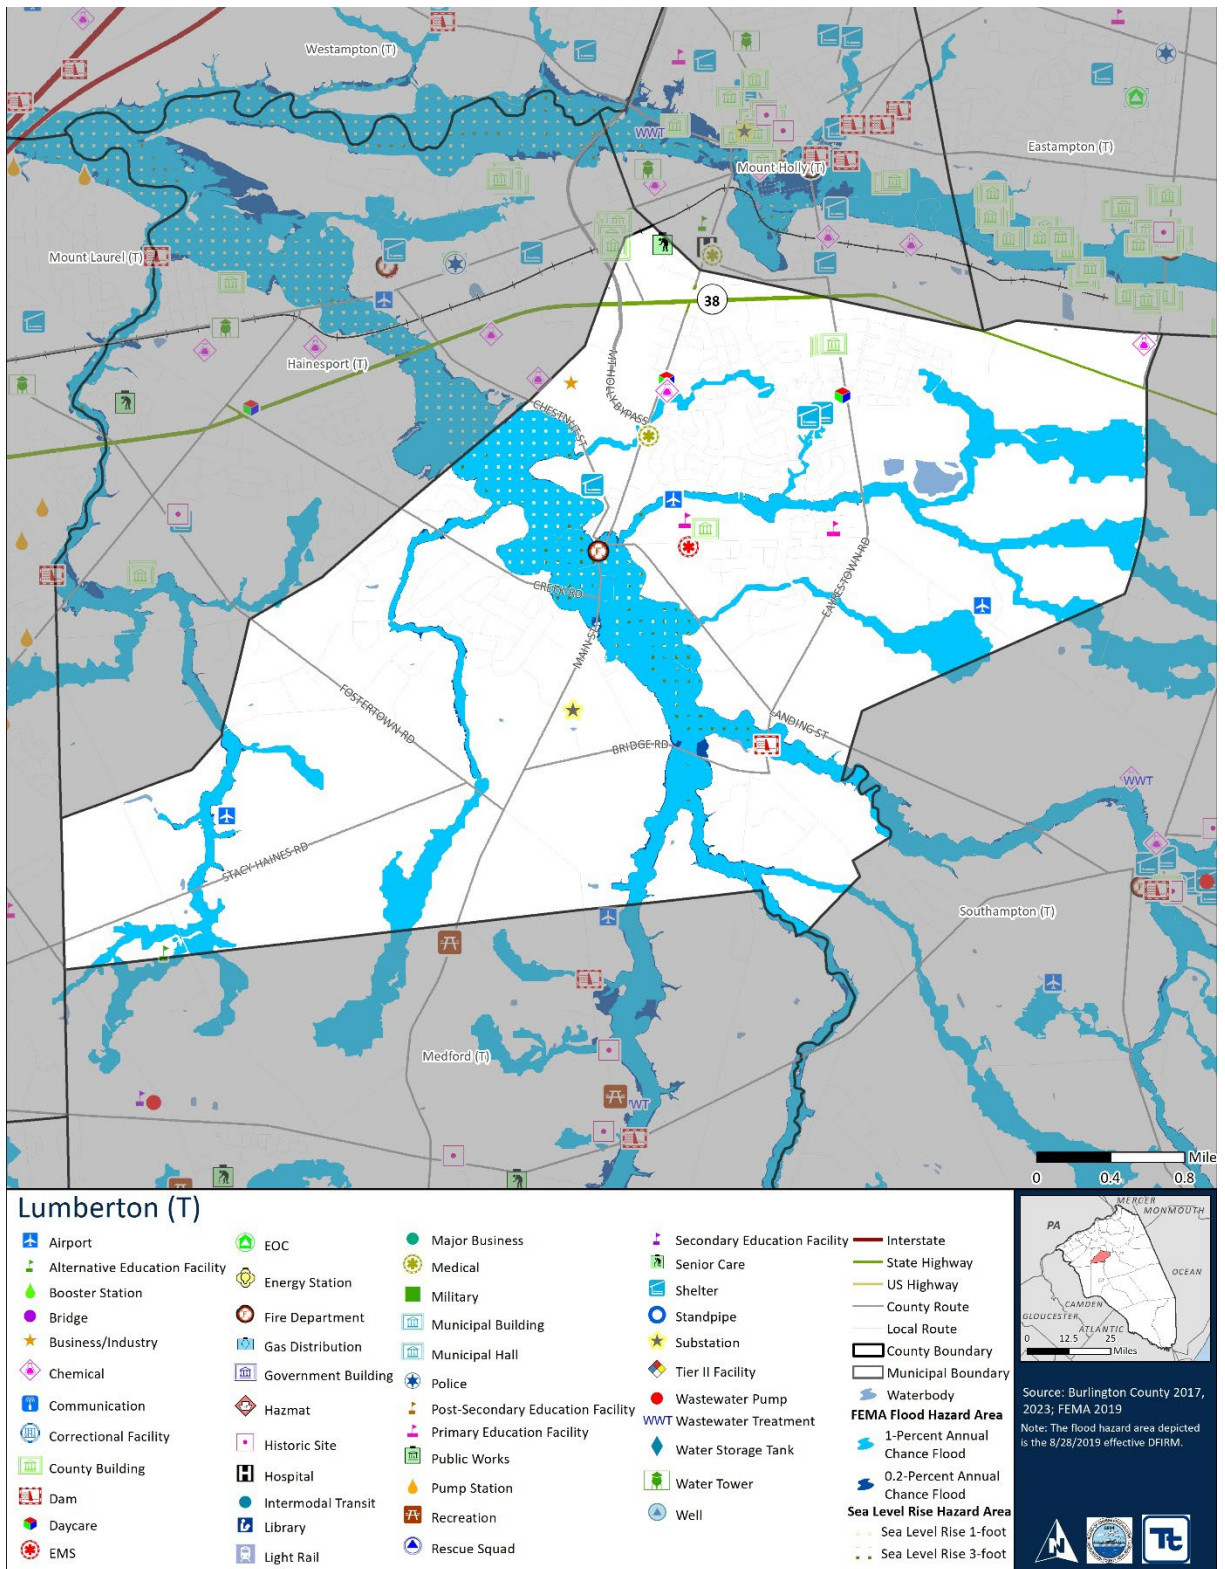 Westampton (T)
Eastampton (T)
WWT
Mount Holly (T)
Mount Laurel (T)
38
Hainesport (T)
MT HOLLY BYPASS
CHESTNUT ST
CREEK RD
EAYRESTOWN RD
MAIN ST
FOSTERTOWN RD
LANDING ST
BRIDGE RD
WWT
STACY HAINES RD
Southampton (T)
Medford (T)
WWT
Mile
0 0.4 0.8
Lumberton (T)
Airport
Alternative Education Facility
Booster Station
Bridge
Business/Industry
Chemical
Communication
Correctional Facility
County Building
Dam
Daycare
EMS
EOC
Energy Station
Fire Department
Gas Distribution
Government Building
Hazmat
Historic Site
Hospital
Intermodal Transit
Library
Light Rail
Major Business
Medical
Military
Municipal Building
Municipal Hall
Police
Post-Secondary Education Facility
Primary Education Facility
Public Works
Pump Station
Recreation
Rescue Squad
Secondary Education Facility
Senior Care
Shelter
Standpipe
Substation
Tier II Facility
Wastewater Pump
WWT Wastewater Treatment
Water Storage Tank
Water Tower
Well
Interstate
State Highway
US Highway
County Route
Local Route
County Boundary
Municipal Boundary
Waterbody
FEMA Flood Hazard Area
1-Percent Annual
Chance Flood
0.2-Percent Annual
Chance Flood
Sea Level Rise Hazard Area
Sea Level Rise 1-foot
Sea Level Rise 3-foot
MERCER
MONMOUTH
PA
OCEAN
CAMDEN
GLOUCESTER
ATLANTIC
0 12.5 25
Miles
Source: Burlington County 2017,
2023; FEMA 2019
Note: The flood hazard area depicted
is the 8/28/2019 effective DFIRM.
N
Tt